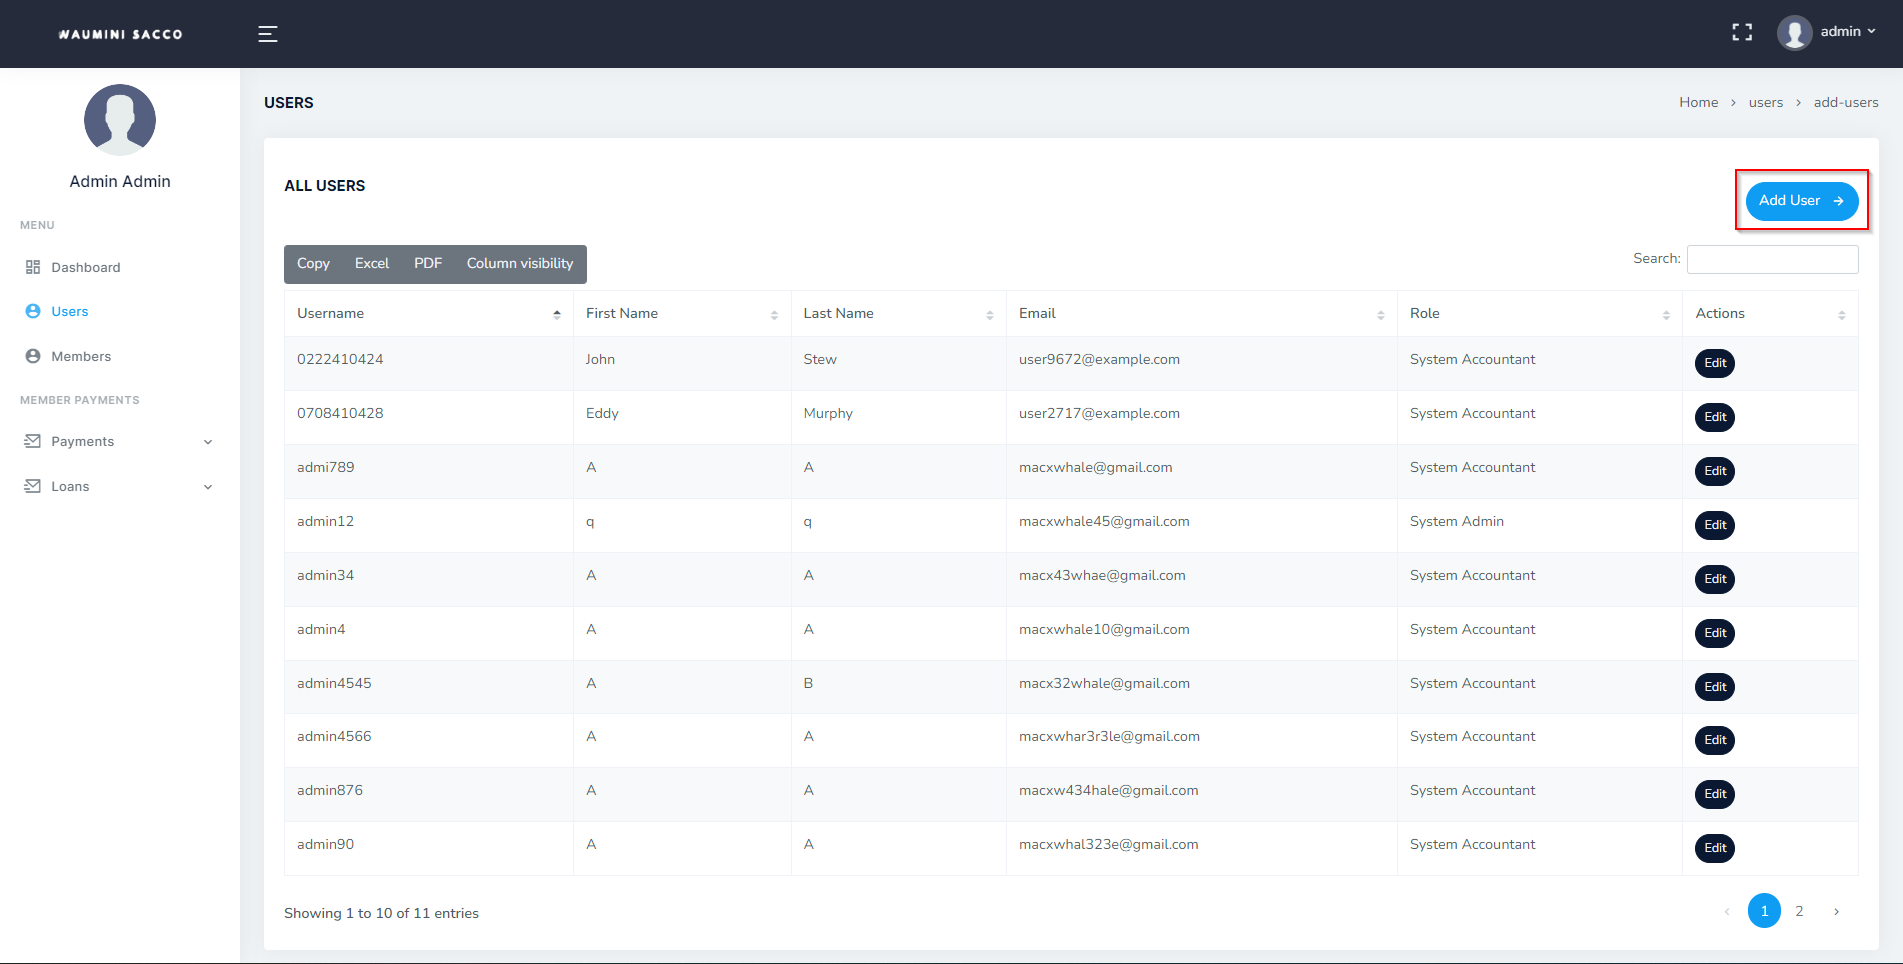 WAUMINI SACCO
admin
Admin Admin
MENU
Dashboard
Users
Members
MEMBER PAYMENTS
Payments
Loans
USERS
Home > users > add-users
ALL USERS
Add User →
Copy Excel PDF Column visibility
Search:
Username First Name Last Name Email Role Actions
0222410424 John Stew user9672@example.com System Accountant Edit
0708410428 Eddy Murphy user2717@example.com System Accountant Edit
admi789 A A macxwhale@gmail.com System Accountant Edit
admin12 q q macxwhale45@gmail.com System Admin Edit
admin34 A A macx43whae@gmail.com System Accountant Edit
admin4 A A macxwhale10@gmail.com System Accountant Edit
admin4545 A B macx32whale@gmail.com System Accountant Edit
admin4566 A A macxwhar3r3le@gmail.com System Accountant Edit
admin876 A A macxw434hale@gmail.com System Accountant Edit
admin90 A A macxwhal323e@gmail.com System Accountant Edit
Showing 1 to 10 of 11 entries
‹ 1 2 ›